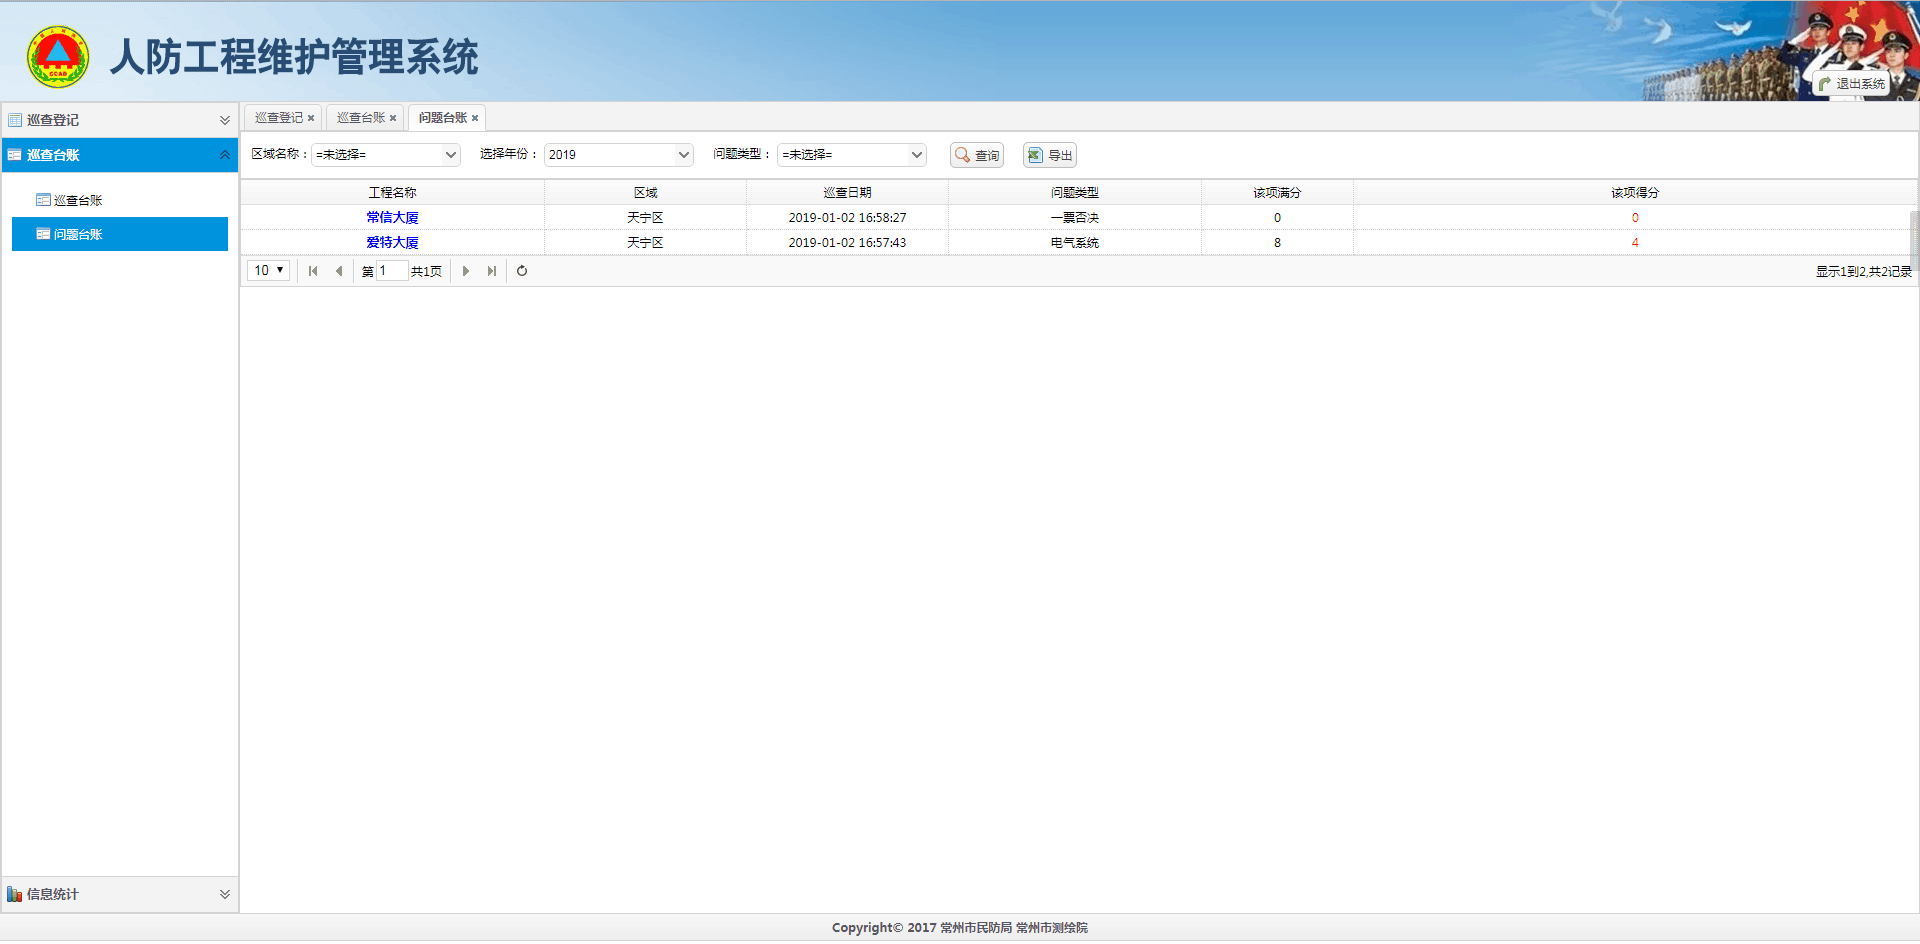 人防工程维护管理系统
退出系统
巡查登记
巡查台账
巡查台账
问题台账
信息统计
巡查登记 巡查台账 问题台账
区域名称： =未选择= 选择年份： 2019 问题类型： =未选择= 查询 导出
工程名称 区域 巡查日期 问题类型 该项满分 该项得分
常信大厦 天宁区 2019-01-02 16:58:27 一票否决 0 0
爱特大厦 天宁区 2019-01-02 16:57:43 电气系统 8 4
10 第 1 共1页 显示1到2,共2记录
Copyright© 2017 常州市民防局 常州市测绘院